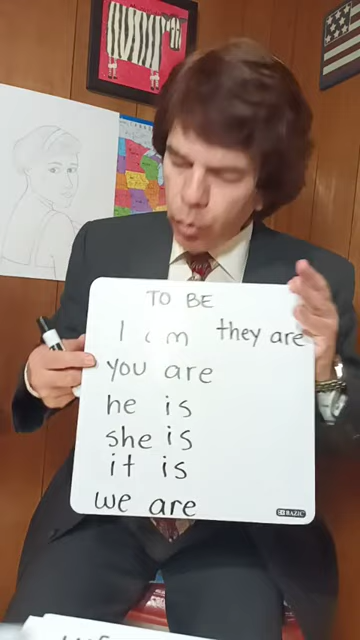 TO BE
I am they are
you are
he is
she is
it is
we are
BAZIC